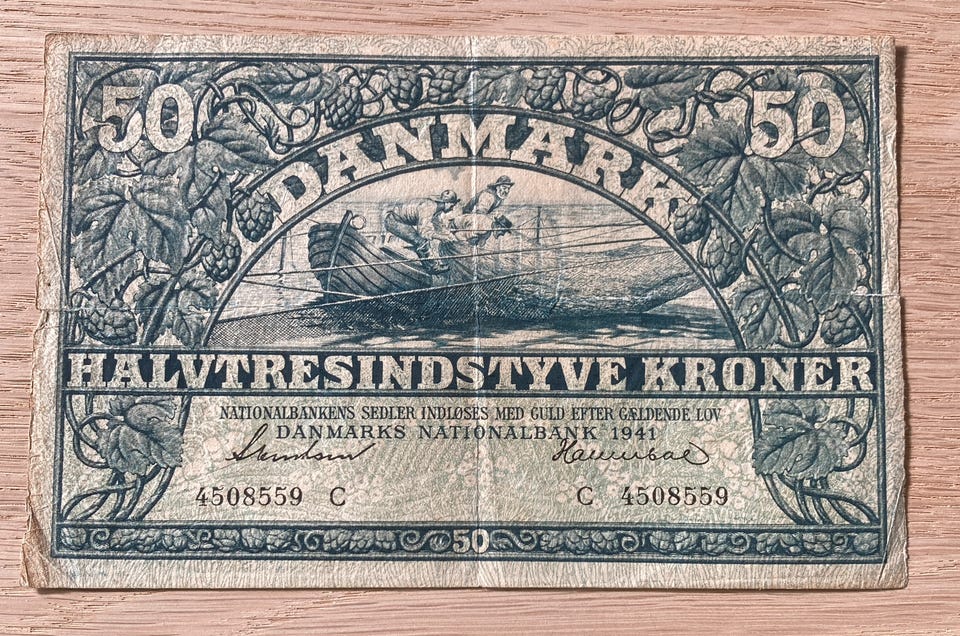 50 50
DANMARK
HALVTRESINDSTYVE KRONER
NATIONALBANKENS SEDLER INDLØSES MED GULD EFTER GÆLDENDE LOV
DANMARKS NATIONALBANK 1941
4508559 C C 4508559
50